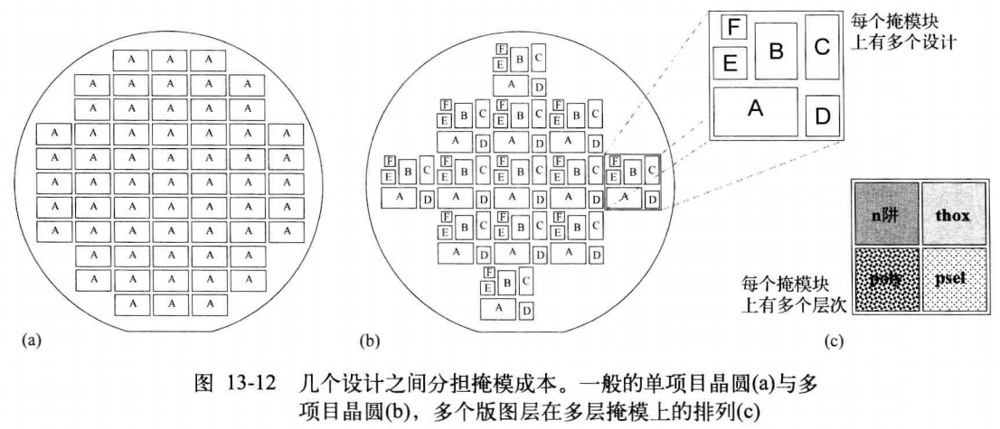 A A A
A A A A A
A A A A A
A A A A A A A
A A A A A A A
A A A A A A A
A A A A A A A
A A A A A A A
A A A A A
A A A A A
A A A
(a)
F B C
E
A D
F B C F B C F B C
E E E
A D A D A D
F B C F B C F B C F B C F B C
E E E E E
A D A D A D A D A D
F B C F B C F B C
E E E
A D A D A D
F B C
E
A D
(b)
F B C
E
A D
每个掩模块
上有多个设计
n阱 thox
poly psel
每个掩模块
上有多个层次
(c)
图 13-12 几个设计之间分担掩模成本。一般的单项目晶圆(a)与多
项目晶圆(b)，多个版图层在多层掩模上的排列(c)